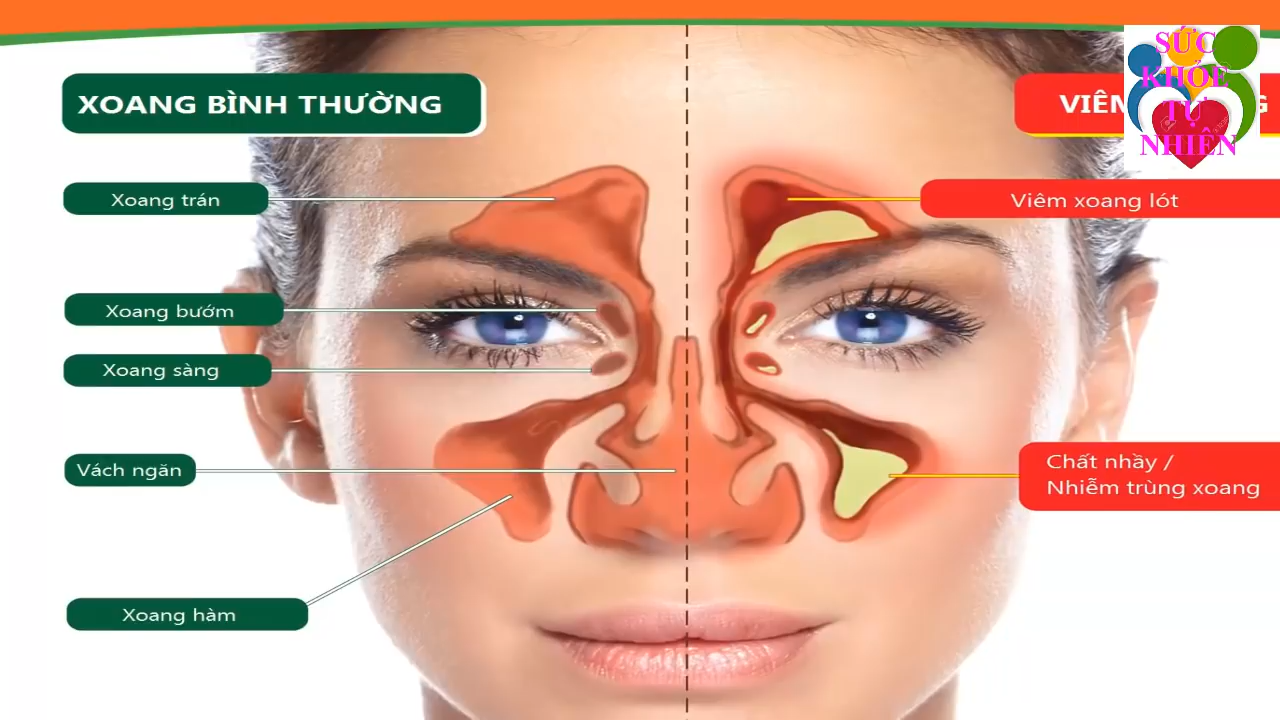 XOANG BÌNH THƯỜNG
Xoang trán
Xoang bướm
Xoang sàng
Vách ngăn
Xoang hàm
SỨC
KHỎE
TỰ
NHIÊN
Viêm xoang lót
Chất nhầy /
Nhiễm trùng xoang